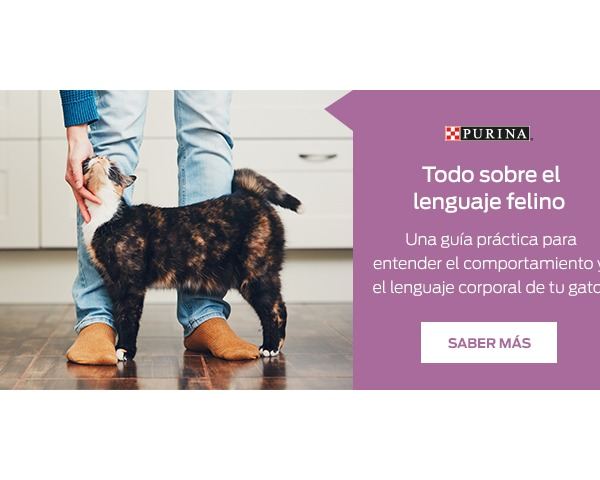 PURINA
Todo sobre el
lenguaje felino
Una guía práctica para
entender el comportamiento y
el lenguaje corporal de tu gato.
SABER MÁS